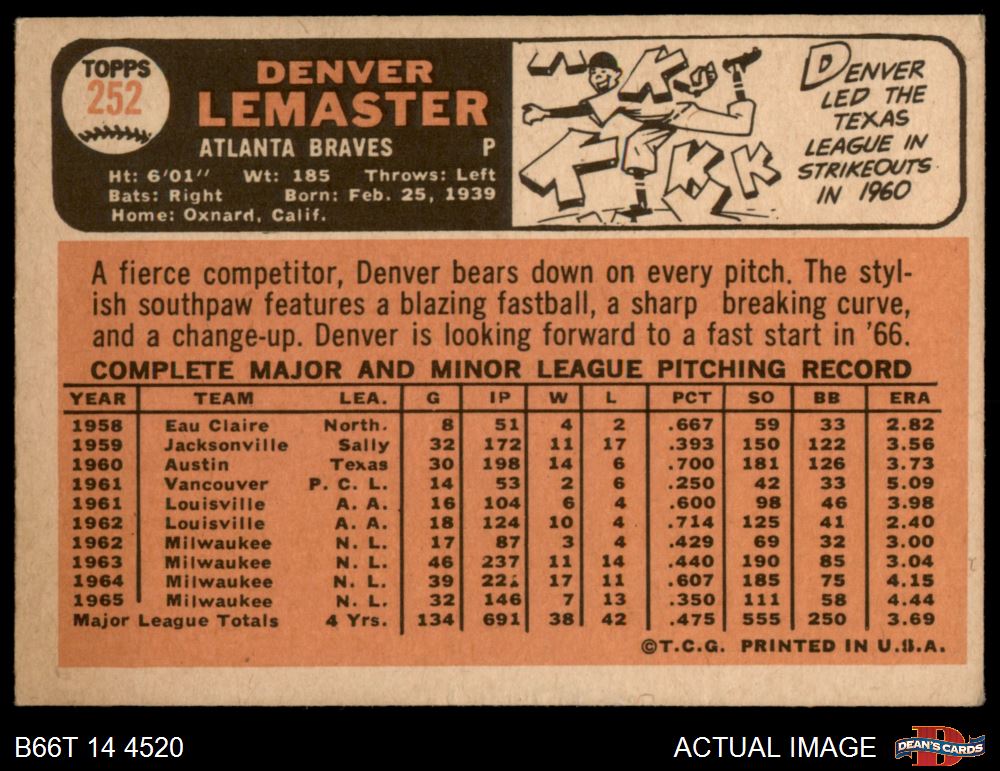 TOPPS
252
DENVER
LEMASTER
ATLANTA BRAVES P
Ht: 6'01" Wt: 185 Throws: Left
Bats: Right Born: Feb. 25, 1939
Home: Oxnard, Calif.
K
K
K
K
DENVER
LED THE
TEXAS
LEAGUE IN
STRIKEOUTS
IN 1960
A fierce competitor, Denver bears down on every pitch. The styl-
ish southpaw features a blazing fastball, a sharp breaking curve,
and a change-up. Denver is looking forward to a fast start in '66.
COMPLETE MAJOR AND MINOR LEAGUE PITCHING RECORD
YEAR TEAM LEA. G IP W L PCT SO BB ERA
1958 Eau Claire North. 8 51 4 2 .667 59 33 2.82
1959 Jacksonville Sally 32 172 11 17 .393 150 122 3.56
1960 Austin Texas 30 198 14 6 .700 181 126 3.73
1961 Vancouver P. C. L. 14 53 2 6 .250 42 33 5.09
1961 Louisville A. A. 16 104 6 4 .600 98 46 3.98
1962 Louisville A. A. 18 124 10 4 .714 125 41 2.40
1962 Milwaukee N. L. 17 87 3 4 .429 69 32 3.00
1963 Milwaukee N. L. 46 237 11 14 .440 190 85 3.04
1964 Milwaukee N. L. 39 17 11 .607 185 75 4.15
1965 Milwaukee N. L. 32 146 7 13 .350 111 58 4.44
Major League Totals 4 Yrs. 134 691 38 42 .475 555 250 3.69
©T.C.G. PRINTED IN U.S.A.
B66T 14 4520 ACTUAL IMAGE
D
DEAN'S CARDS